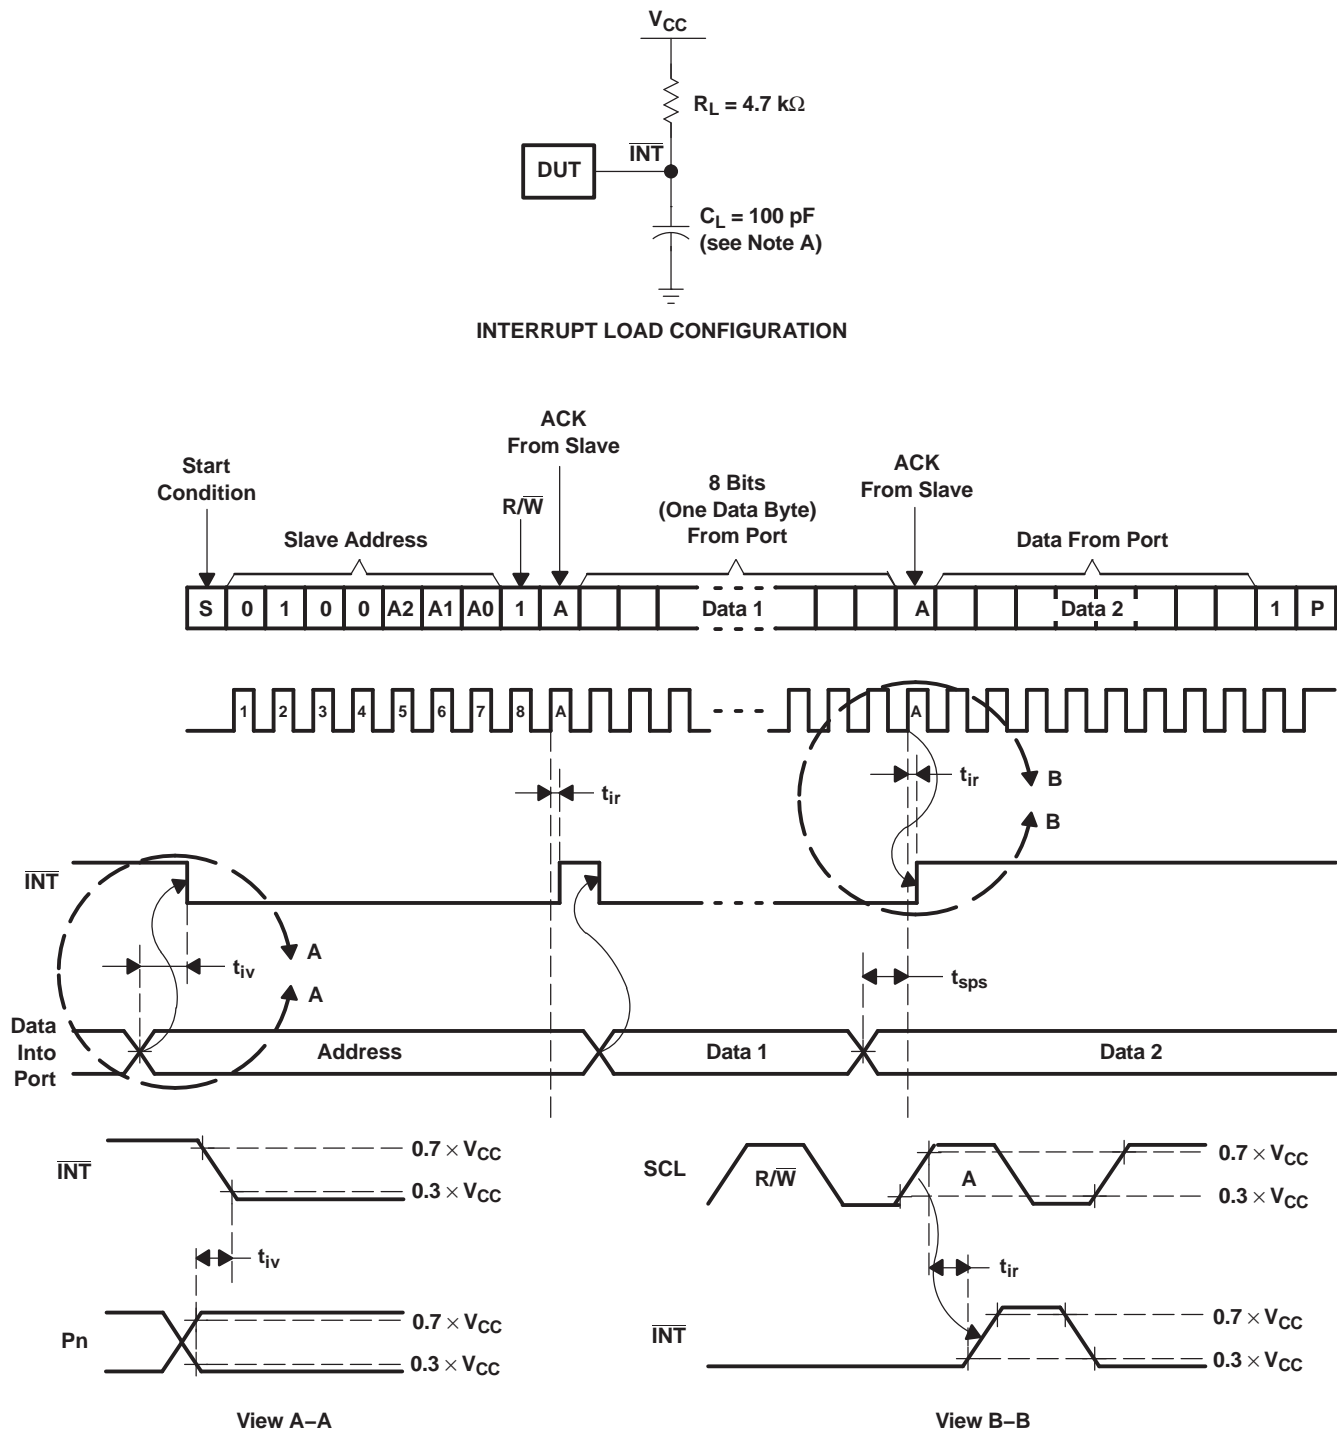 VCC
RL = 4.7 kΩ
INT
DUT
CL = 100 pF
(see Note A)
INTERRUPT LOAD CONFIGURATION
ACK
From Slave
Start
Condition
R/W
8 Bits
(One Data Byte)
From Port
ACK
From Slave
Slave Address
Data From Port
S 0 1 0 0 A2 A1 A0 1 A Data 1 A Data 2 1 P
1 2 3 4 5 6 7 8 A A
tir
tir
B
B
INT
A
A
tiv
tsps
Data
Into
Port
Address
Data 1
Data 2
INT
0.7 × VCC
0.3 × VCC
tiv
Pn
0.7 × VCC
0.3 × VCC
View A–A
SCL
R/W
A
0.7 × VCC
0.3 × VCC
tir
INT
0.7 × VCC
0.3 × VCC
View B–B